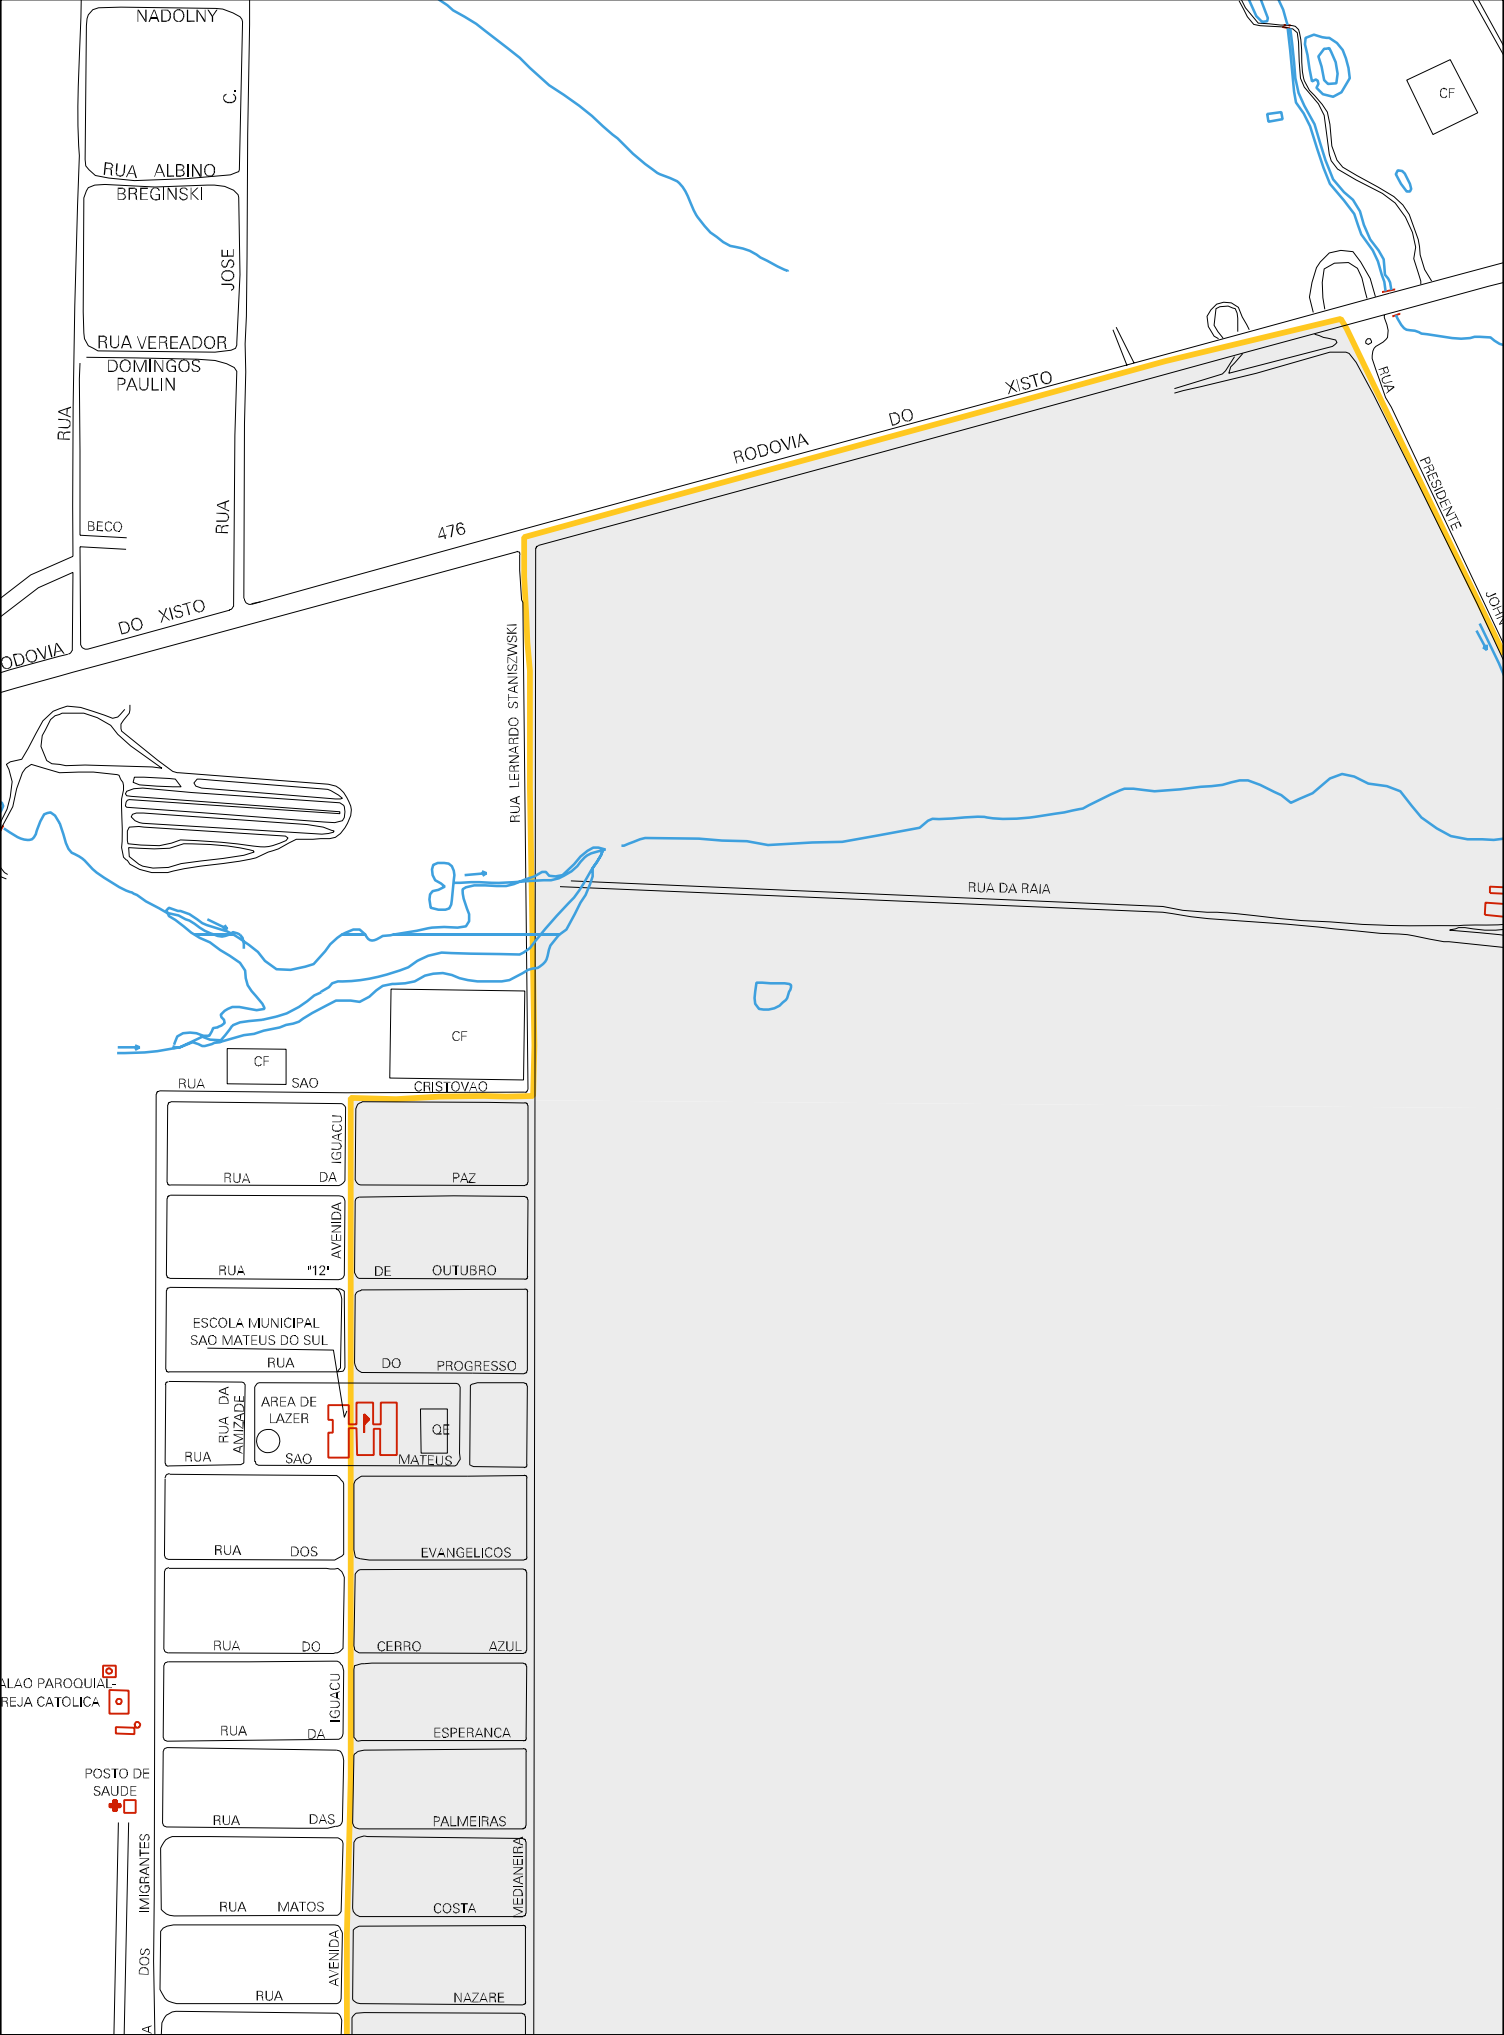 NADOLNY
C.
CF
RUA ALBINO
BREGINSKI
JOSE
RUA VEREADOR
DOMINGOS
PAULIN
RUA
RUA
BECO
476
RODOVIA DO XISTO
RUA PRESIDENTE JOHN
ODOVIA DO XISTO
RUA LERNARDO STANISZWSKI
RUA DA RAIA
CF
CF
RUA SAO CRISTOVAO
IGUACU
RUA DA PAZ
AVENIDA
RUA "12" DE OUTUBRO
ESCOLA MUNICIPAL
SAO MATEUS DO SUL
RUA DO PROGRESSO
RUA DA
AMIZADE
AREA DE
LAZER
QE
RUA SAO MATEUS
RUA DOS EVANGELICOS
RUA DO CERRO AZUL
ALAO PAROQUIAL-
REJA CATOLICA
IGUACU
RUA DA ESPERANCA
POSTO DE
SAUDE
RUA DAS PALMEIRAS
IMIGRANTES
MEDIANEIRA
RUA MATOS COSTA
DOS
AVENIDA
RUA NAZARE
A